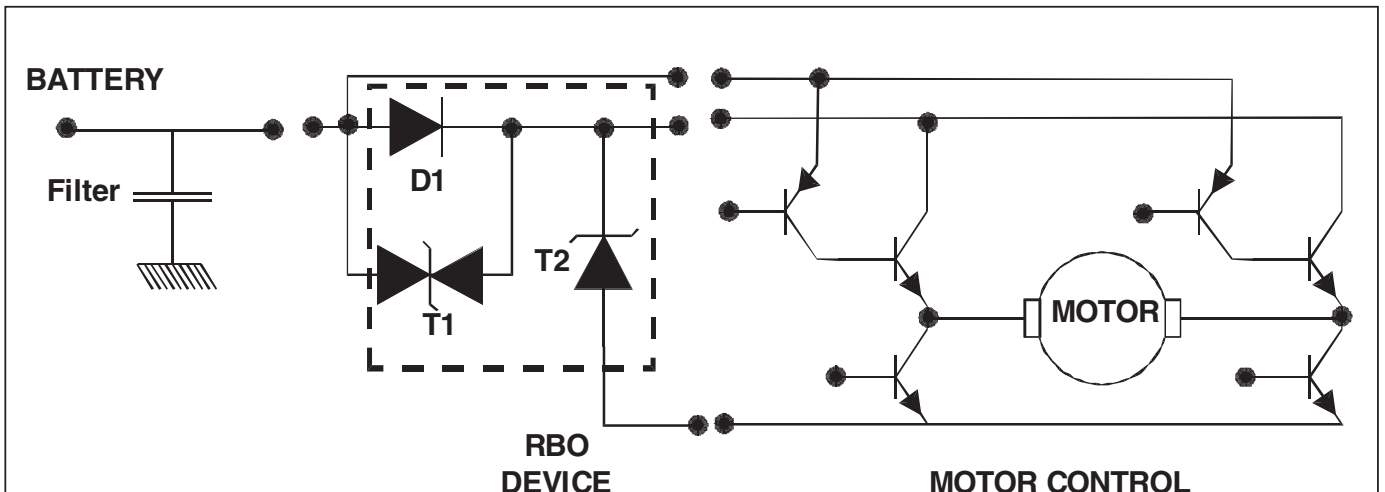 BATTERY
Filter
D1
T1
T2
MOTOR
RBO
DEVICE
MOTOR CONTROL